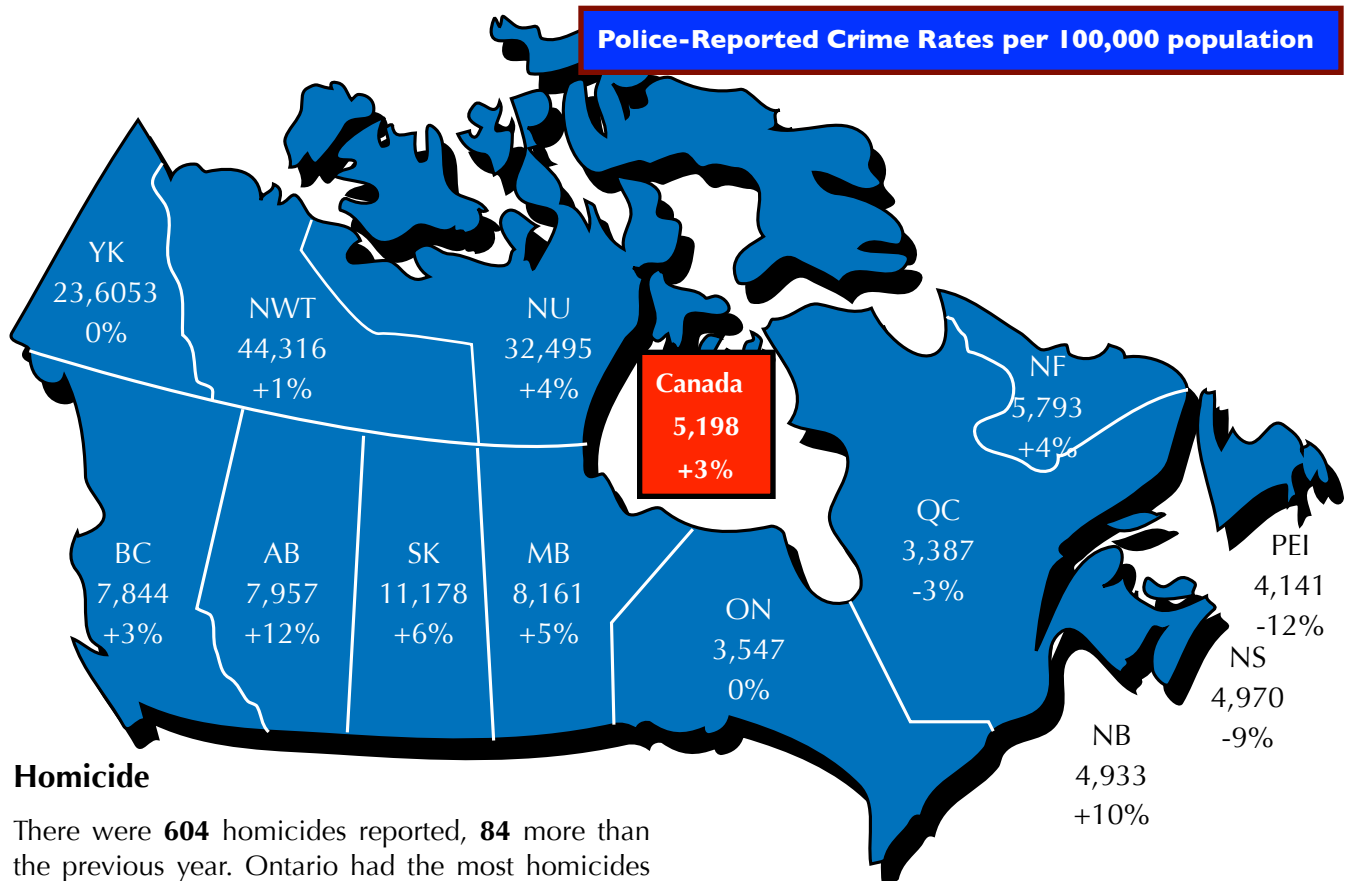 Police-Reported Crime Rates per 100,000 population
YK
23,6053
0%
NWT
44,316
+1%
NU
32,495
+4%
Canada
5,198
+3%
NF
5,793
+4%
BC
7,844
+3%
AB
7,957
+12%
SK
11,178
+6%
MB
8,161
+5%
ON
3,547
0%
QC
3,387
-3%
PEI
4,141
-12%
NS
4,970
-9%
NB
4,933
+10%
Homicide
There were 604 homicides reported, 84 more than
the previous year. Ontario had the most homicides